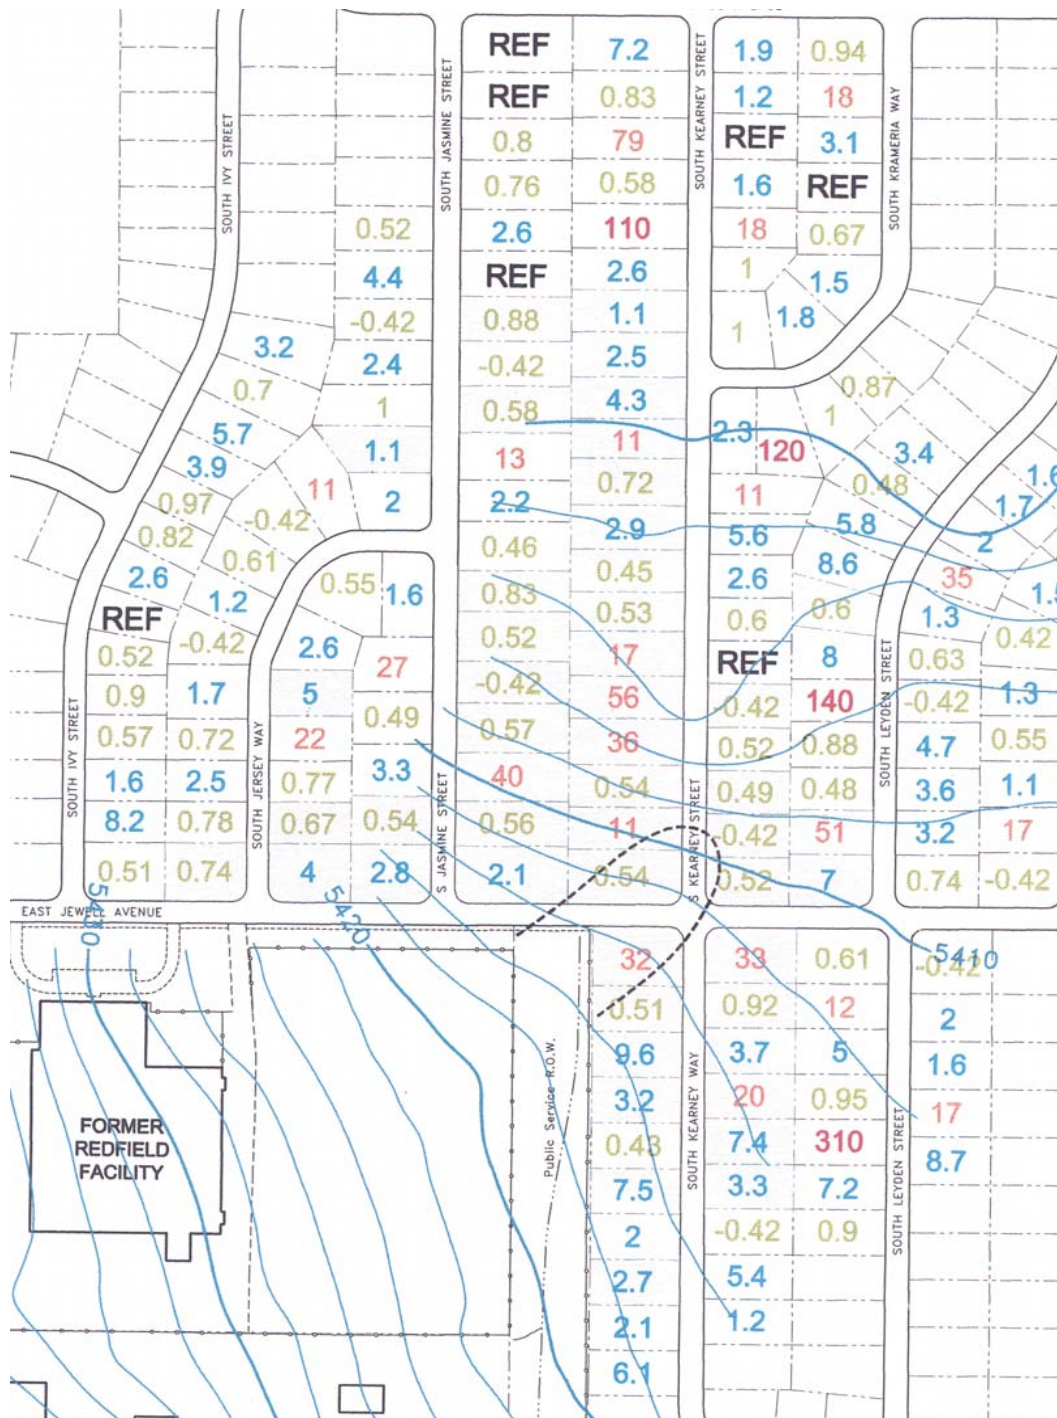 REF 7.2 1.9 0.94
REF 0.83 1.2 18
0.8 79 REF 3.1
0.76 0.58 1.6 REF
0.52 2.6 110 18 0.67
4.4 REF 2.6 1 1.5
-0.42 0.88 1.1 1 1.8
3.2 2.4 -0.42 2.5
0.7 1 0.58 4.3 0.87
5.7 1.1 13 11 2.3 120 1 3.4
3.9 11 2 0.72 11 0.48 1.6
0.97 -0.42 2.2 2.9 5.6 5.8 1.7
0.82 0.61 0.46 2
2.6 0.55 1.6 0.83 0.45 2.6 8.6 35
REF 1.2 0.52 0.53 0.6 0.6 1.3 1.5
0.52 -0.42 2.6 27 17 REF 8 0.63 0.42
0.9 1.7 5 0.49 -0.42 56 -0.42 140 -0.42 1.3
0.57 0.72 22 0.57 36 0.52 0.88 4.7 0.55
1.6 2.5 0.77 3.3 40 0.54 0.49 0.48 3.6 1.1
8.2 0.78 0.67 0.54 0.56 11 -0.42 51 3.2 17
0.51 0.74 4 2.8 2.1 0.54 0.52 7 0.74 -0.42
SOUTH IVY STREET
SOUTH JASMINE STREET
SOUTH KEARNEY STREET
SOUTH KRAMERIA WAY
SOUTH IVY STREET
SOUTH JERSEY WAY
S JASMINE STREET
S KEARNEY STREET
SOUTH LEYDEN STREET
EAST JEWELL AVENUE
5430
5420
5410
32 33 0.61 -0.42
0.51 0.92 12 2
9.6 3.7 5 1.6
3.2 20 0.95 17
0.43 7.4 310 8.7
7.5 3.3 7.2
2 -0.42 0.9
2.7 5.4
2.1 1.2
6.1
Public Service R.O.W.
SOUTH KEARNEY WAY
SOUTH LEYDEN STREET
FORMER
REDFIELD
FACILITY